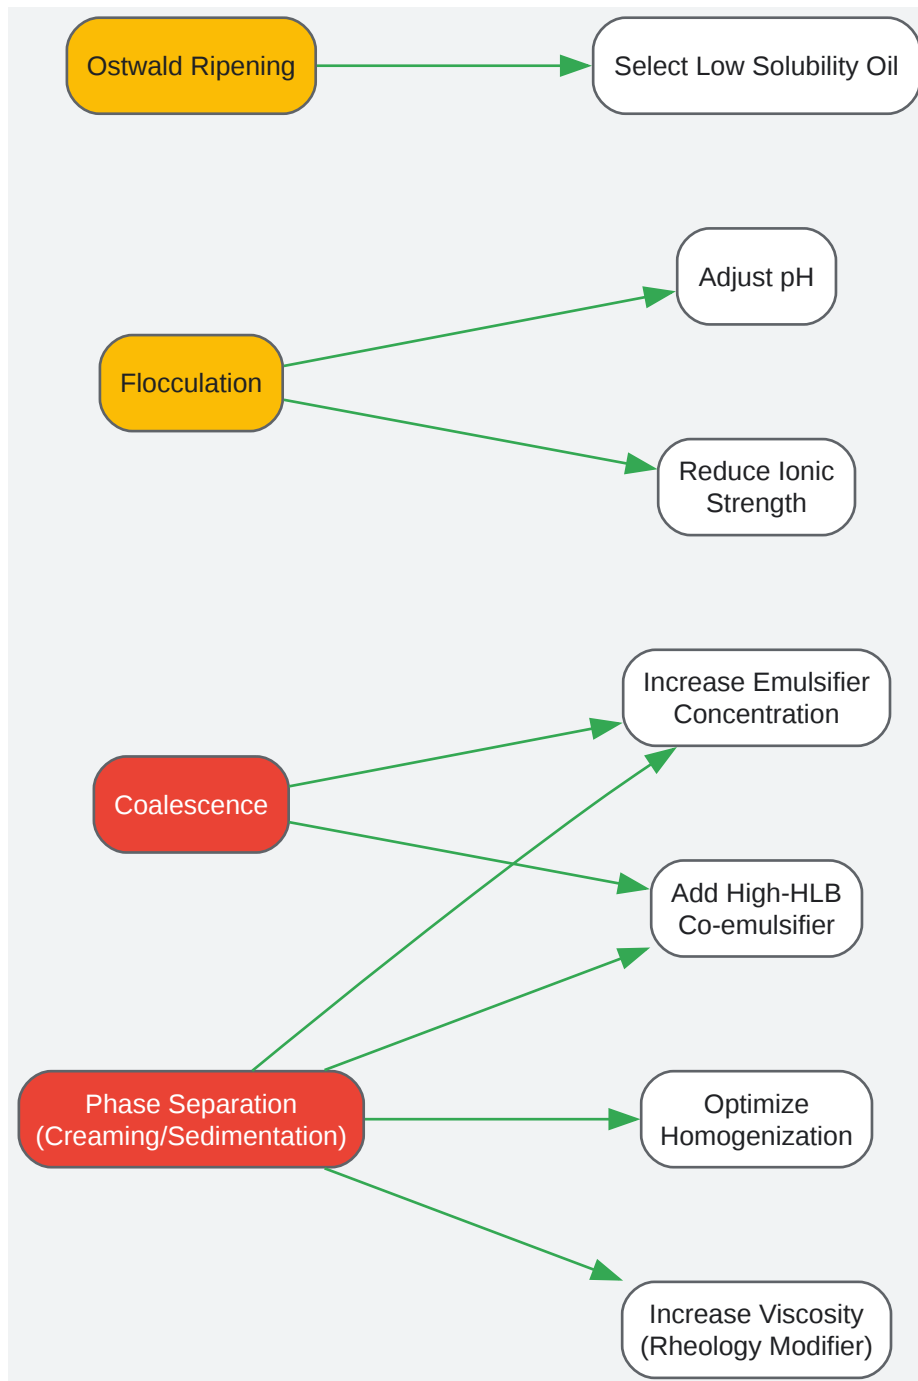 Ostwald Ripening
Select Low Solubility Oil
Adjust pH
Flocculation
Reduce Ionic
Strength
Increase Emulsifier
Concentration
Coalescence
Add High-HLB
Co-emulsifier
Phase Separation
(Creaming/Sedimentation)
Optimize
Homogenization
Increase Viscosity
(Rheology Modifier)